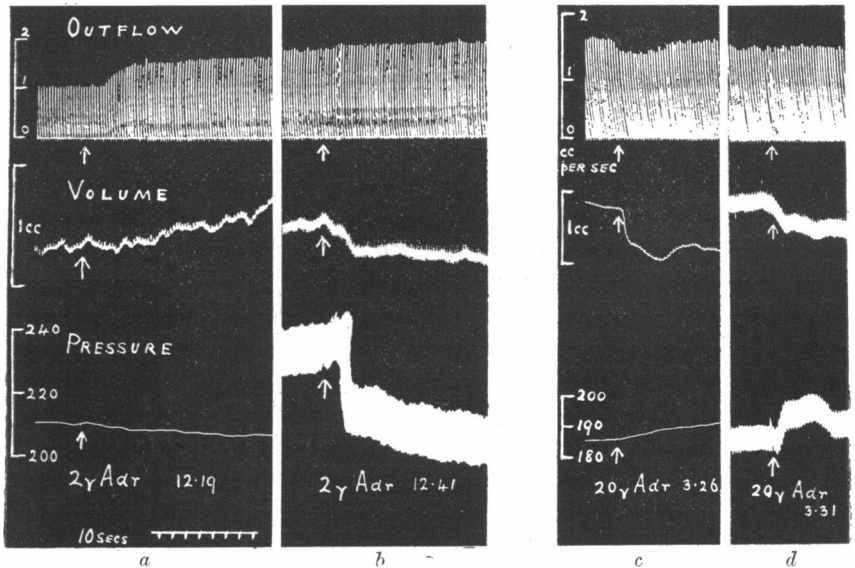 OUTFLOW
2
1
0
VOLUME
1cc
PRESSURE
240
220
200
2γ Adr 12·19
2γ Adr 12·41
10 SECS
2
1
0
cc
PER SEC
1cc
200
190
180
20γ Adr 3·26
20γ Adr
3·31
a
b
c
d